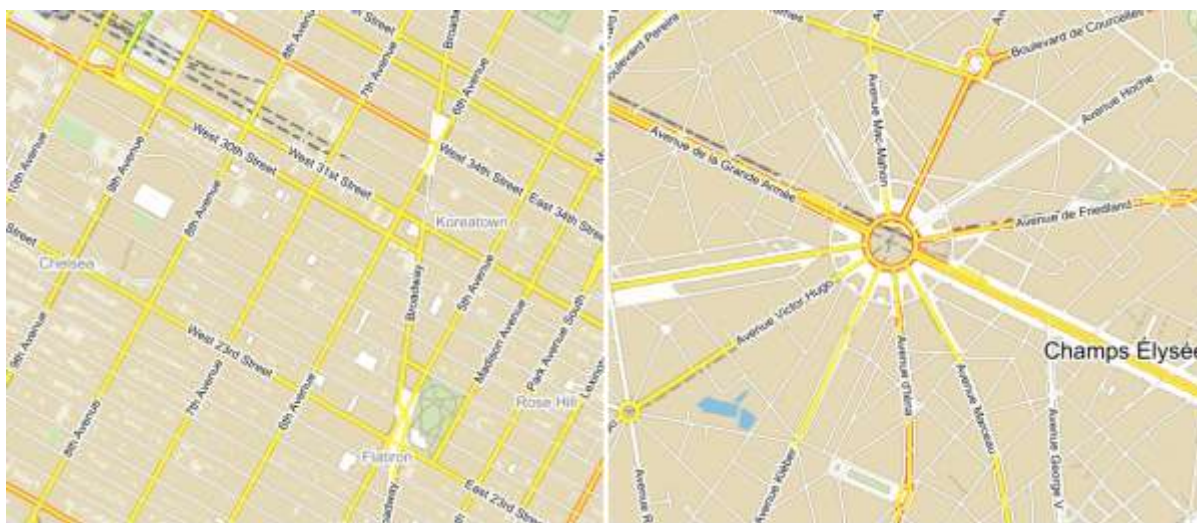 8th Avenue
7th Avenue
Broadway
6th Avenue
10th Avenue
9th Avenue
West 30th Street
West 31st Street
West 34th Street
East 34th Street
8th Avenue
Koreatown
Street
Chelsea
Broadway
5th Avenue
Madison Avenue
Park Avenue South
9th Avenue
West 23rd Street
7th Avenue
6th Avenue
Rose Hill
8th Avenue
Flatiron
East 23rd Street
Boulevard Pereire
Boulevard de Courcelles
Avenue Hoche
Avenue Mac-Mahon
Avenue de la Grande Armée
Avenue de Friedland
Avenue Victor Hugo
Champs Élysée
Avenue d'Iéna
Avenue Marceau
Avenue Kléber
Avenue George V